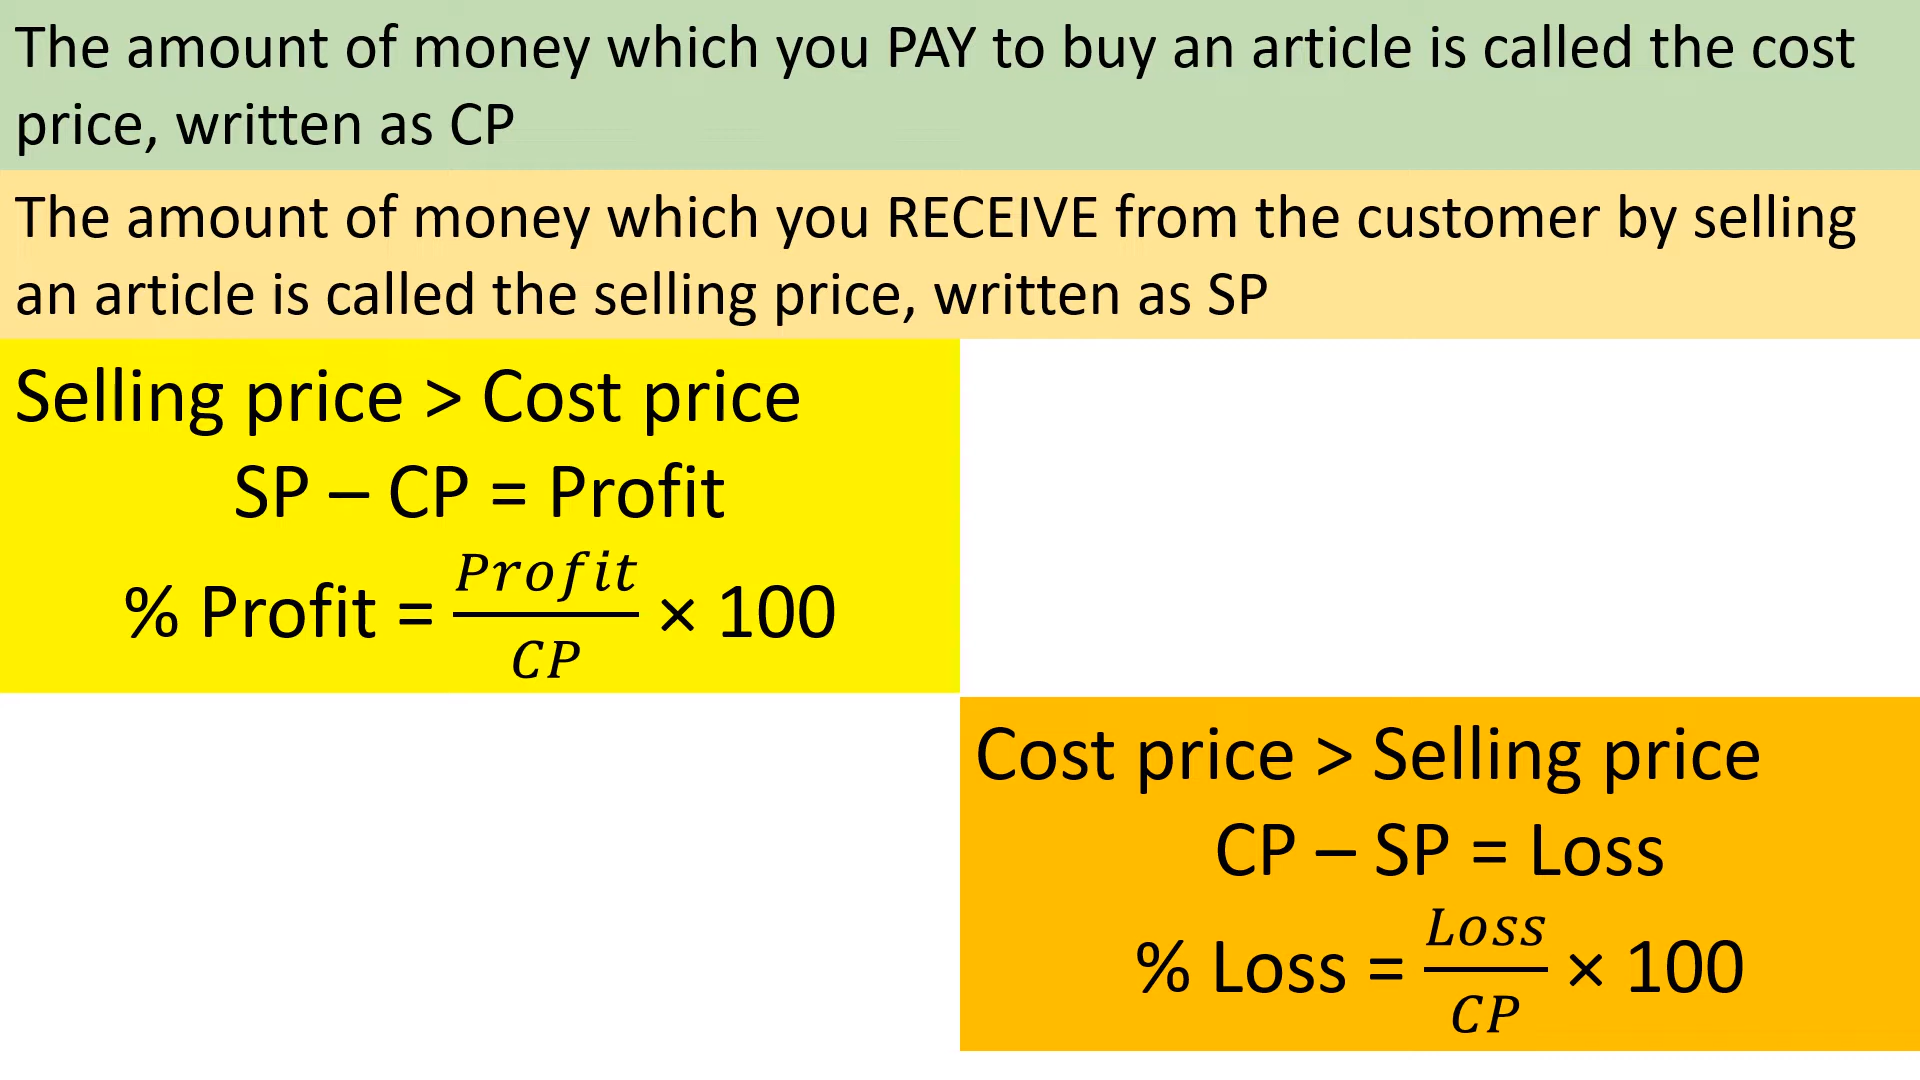 The amount of money which you PAY to buy an article is called the cost
price, written as CP
The amount of money which you RECEIVE from the customer by selling
an article is called the selling price, written as SP
Selling price > Cost price
SP – CP = Profit
% Profit = Profit/CP × 100
Cost price > Selling price
CP – SP = Loss
% Loss = Loss/CP × 100